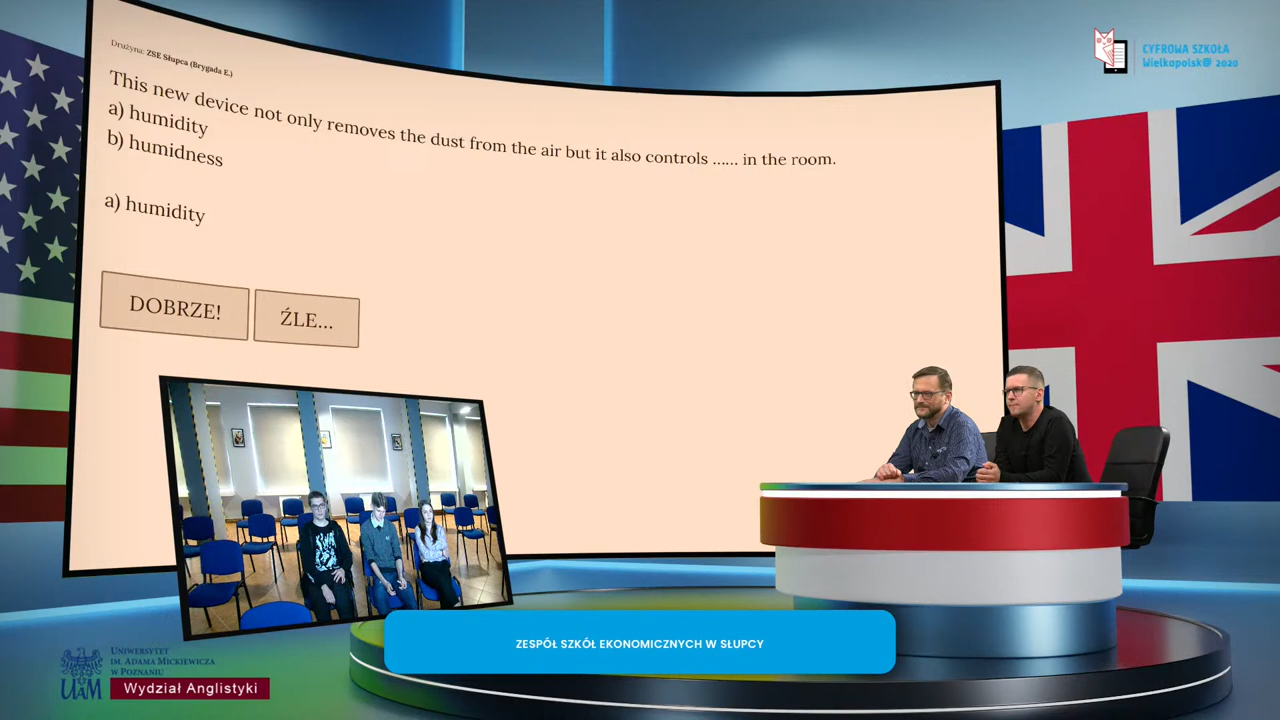 Drużyna: ZSE Słupca (Brygada E.)
This new device not only removes the dust from the air but it also controls ...... in the room.
a) humidity
b) humidness
a) humidity
DOBRZE!
ŹLE...
CYFROWA SZKOŁA
Wielkopolsk@ 2020
ZESPÓŁ SZKÓŁ EKONOMICZNYCH W SŁUPCY
UNIWERSYTET
IM. ADAMA MICKIEWICZA
W POZNANIU
UAM
Wydział Anglistyki